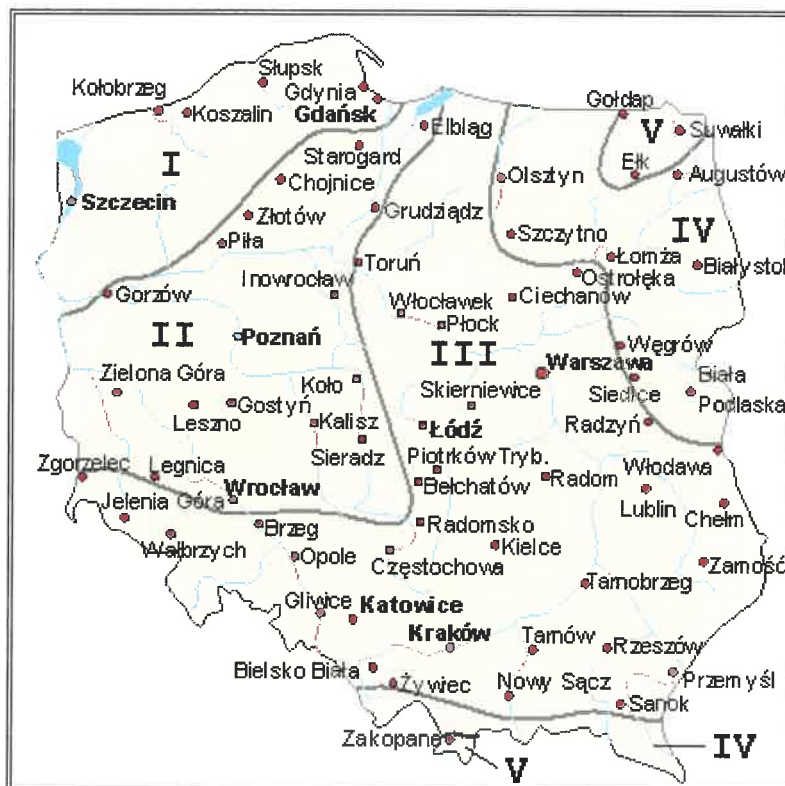 Słupsk
Kołobrzeg
Gdynia
Koszalin
Gdańsk
Gołdap
V
Suwałki
Elbląg
Starogard
I
Ełk
Augustów
Olsztyn
Chojnice
Szczecin
Grudziądz
Złotów
IV
Szczytno
Piła
Łomża
Toruń
Białystok
Inowrocław
Ostrołęka
Gorzów
Ciechanów
Włocławek
Płock
II
Poznań
III
Węgrów
Warszawa
Zielona Góra
Koło
Skierniewice
Siedlce
Biała
Podlaska
Gostyń
Leszno
Kalisz
Łódź
Radzyń
Sieradz
Piotrków Tryb.
Zgorzelec
Legnica
Włodawa
Radom
Wrocław
Bełchatów
Lublin
Jelenia Góra
Chełm
Brzeg
Radomsko
Wałbrzych
Opole
Kielce
Częstochowa
Zamość
Tarnobrzeg
Gliwice
Katowice
Kraków
Tarnów
Rzeszów
Bielsko Biała
Przemyśl
Żywiec
Nowy Sącz
Sanok
Zakopane
IV
V